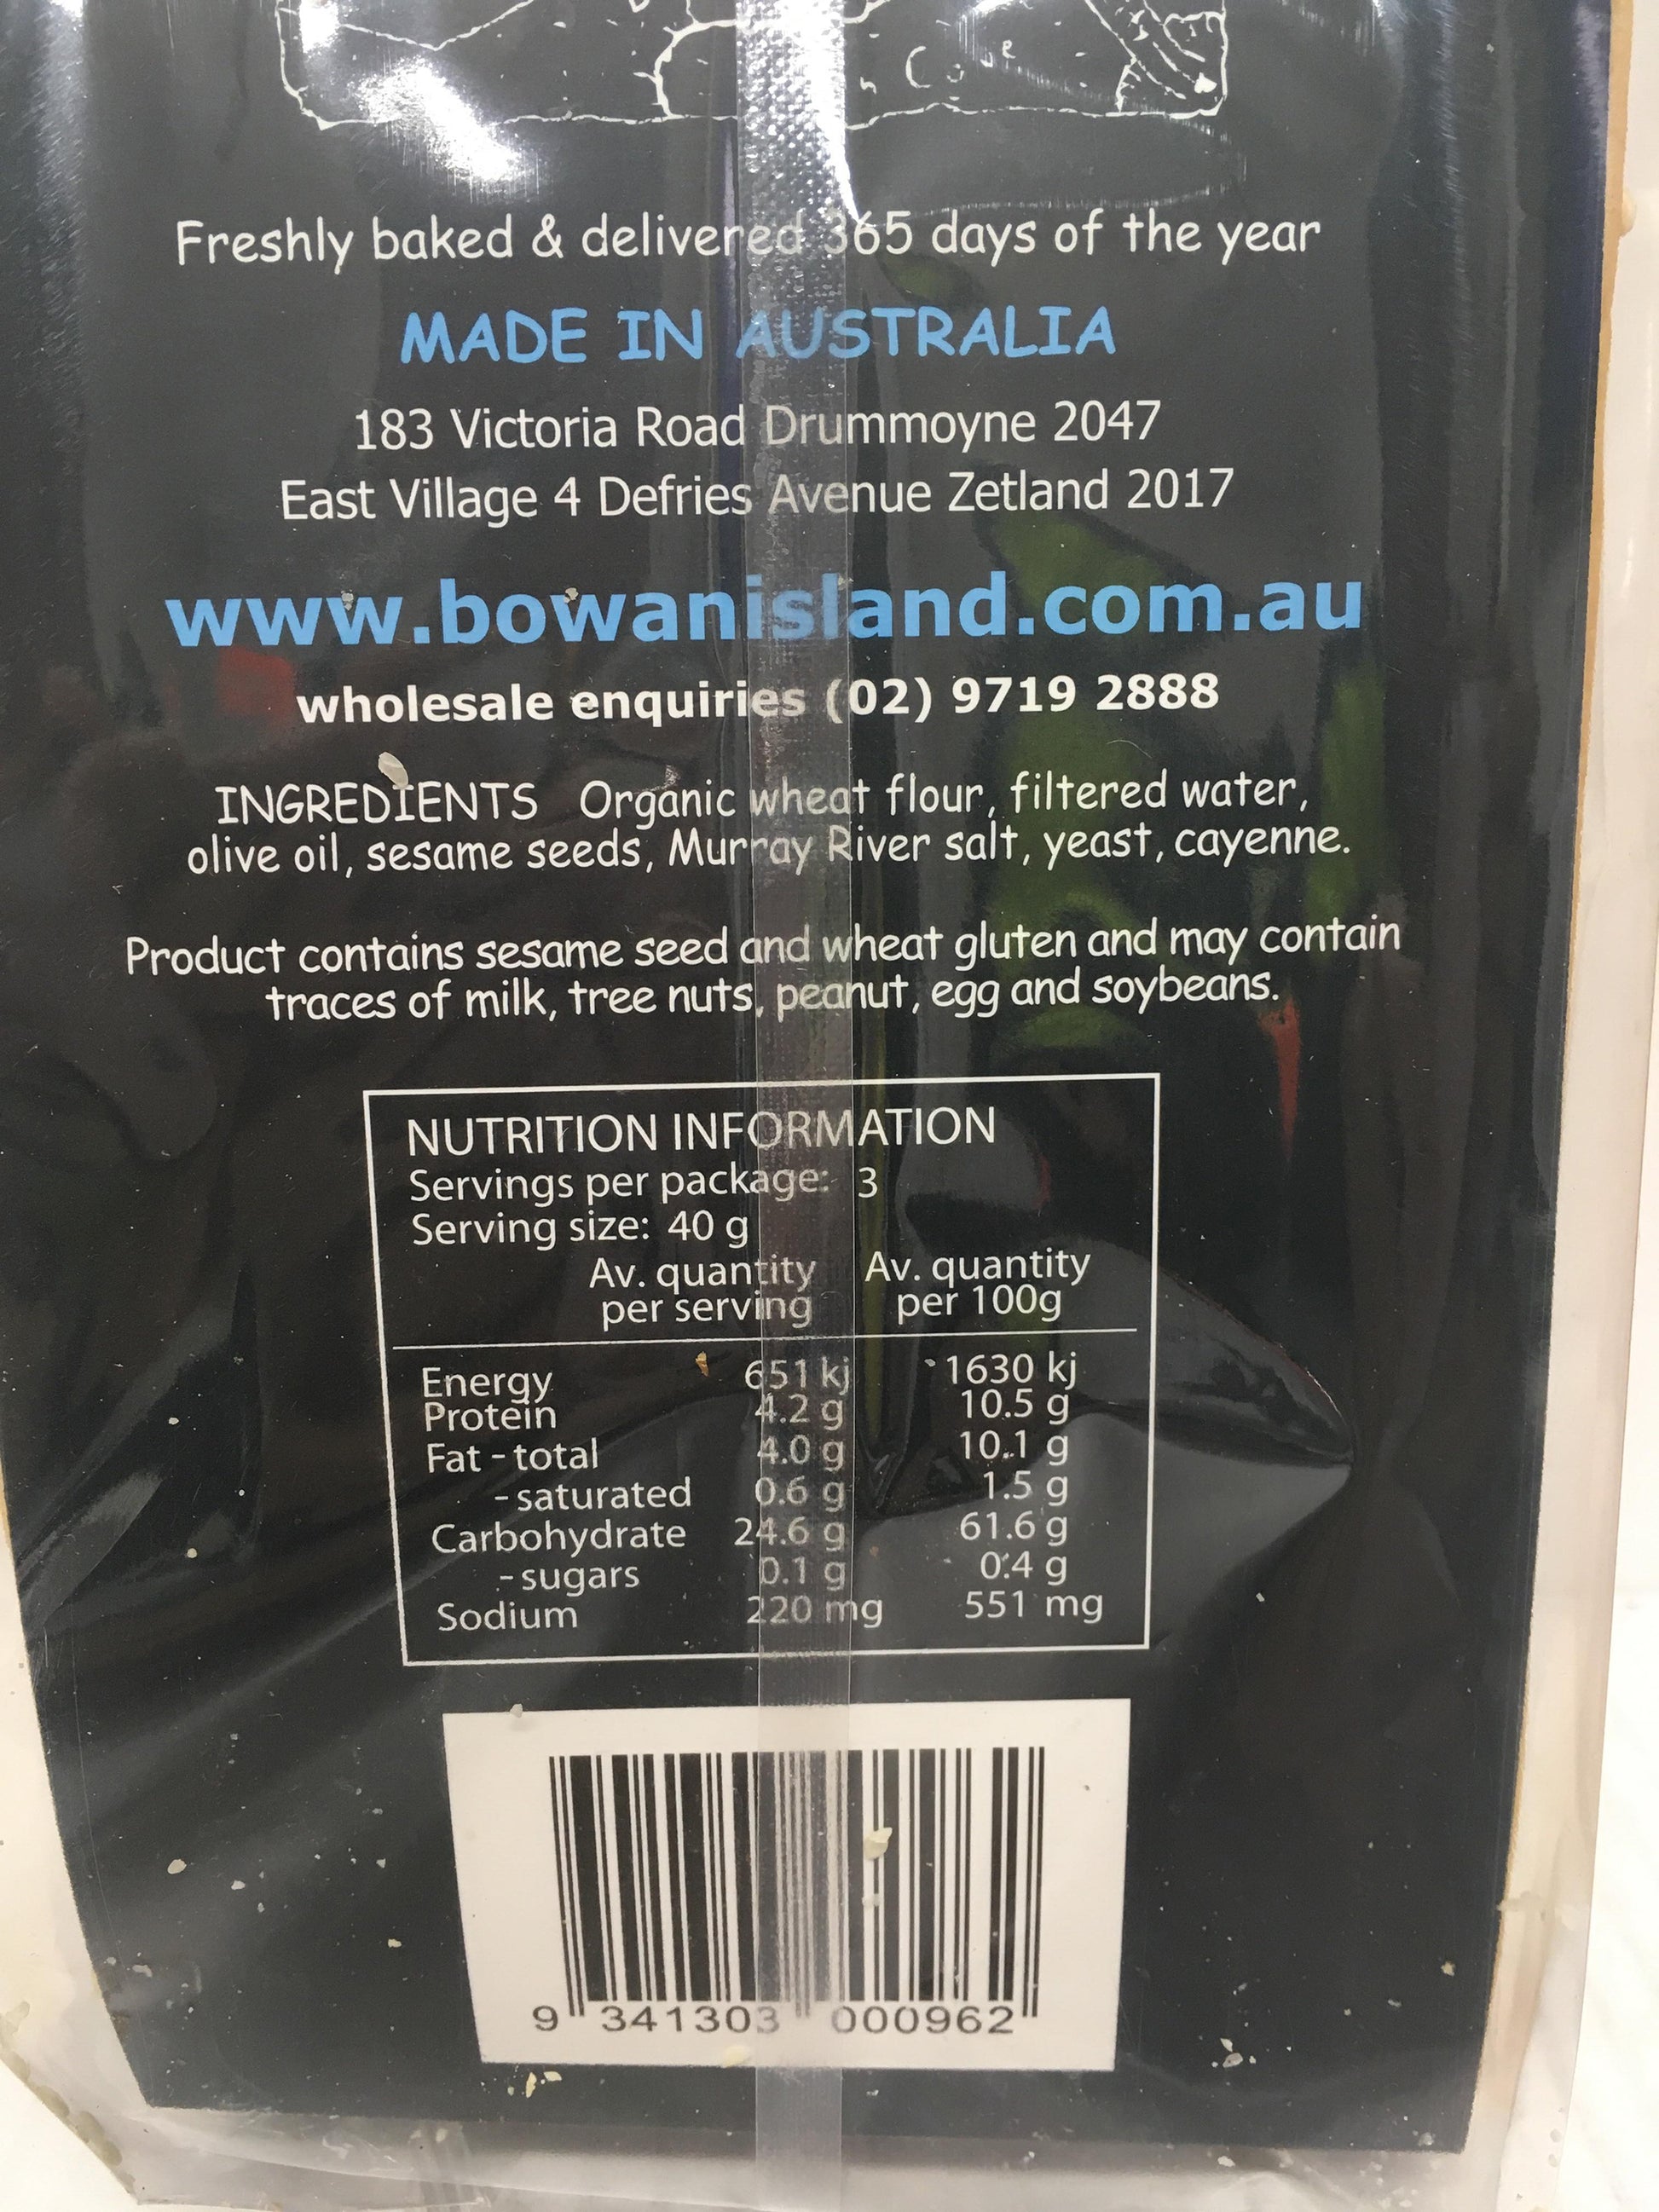 Freshly baked & delivered 365 days of the year
MADE IN AUSTRALIA
183 Victoria Road Drummoyne 2047
East Village 4 Defries Avenue Zetland 2017
www.bowanisland.com.au
wholesale enquiries (02) 9719 2888
INGREDIENTS Organic wheat flour, filtered water,
olive oil, sesame seeds, Murray River salt, yeast, cayenne.
Product contains sesame seed and wheat gluten and may contain
traces of milk, tree nuts, peanut, egg and soybeans.
NUTRITION INFORMATION
Servings per package: 3
Serving size: 40 g
Av. quantity Av. quantity
per serving per 100g
Energy 651 kj 1630 kj
Protein 4.2 g 10.5 g
Fat - total 4.0 g 10.1 g
- saturated 0.6 g 1.5 g
Carbohydrate 24.6 g 61.6 g
- sugars 0.1 g 0.4 g
Sodium 220 mg 551 mg
9 341303 000962